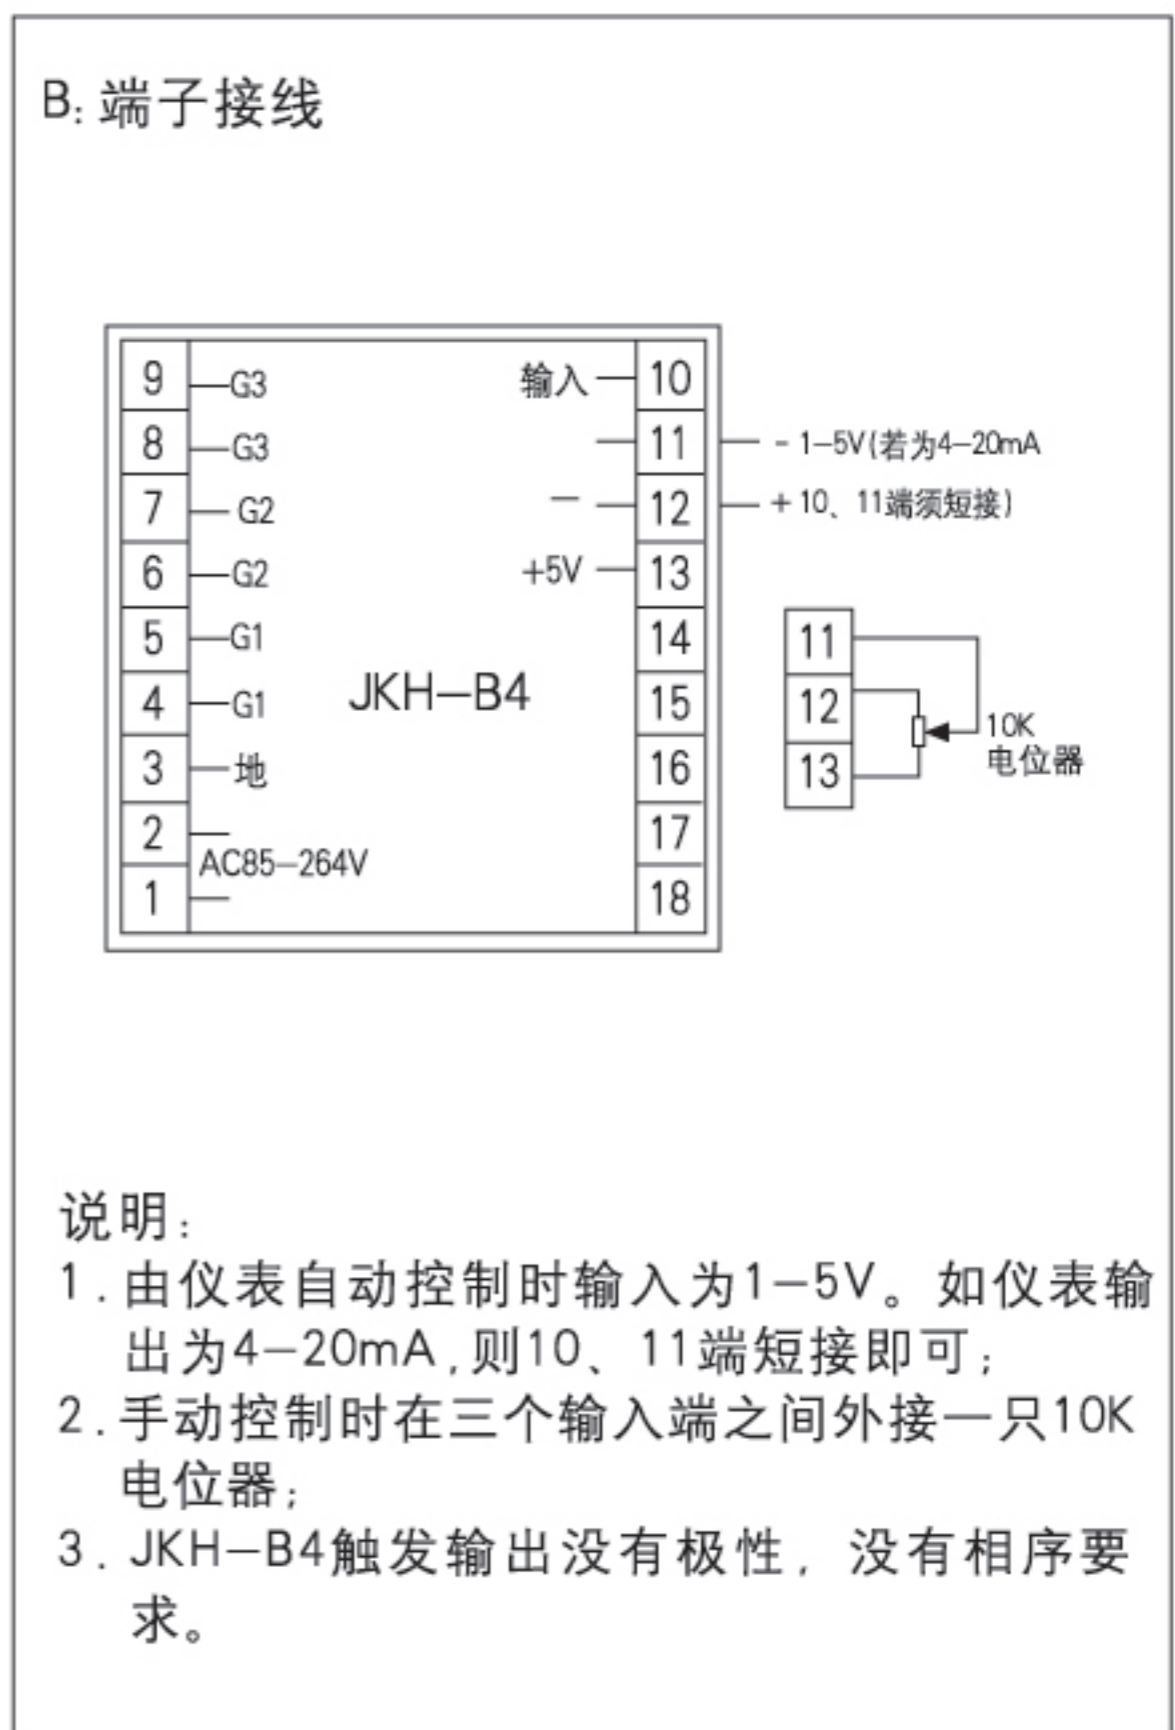 B: 端子接线
9 G3 输入 10
8 G3 11 - 1-5V(若为4-20mA
7 G2 — 12 + 10、11端须短接)
6 G2 +5V 13
5 G1 14
4 G1 JKH-B4 15
3 地 16
2 17
AC85-264V
1 18
11
12
13
10K
电位器
说明:
1.由仪表自动控制时输入为1-5V。如仪表输
出为4-20mA,则10、11端短接即可;
2.手动控制时在三个输入端之间外接一只10K
电位器;
3.JKH-B4触发输出没有极性, 没有相序要
求。